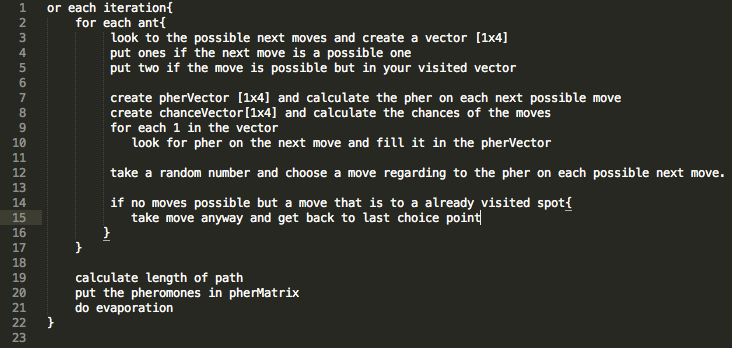 1 or each iteration{
2 for each ant{
3 look to the possible next moves and create a vector [1x4]
4 put ones if the next move is a possible one
5 put two if the move is possible but in your visited vector
6
7 create pherVector [1x4] and calculate the pher on each next possible move
8 create chanceVector[1x4] and calculate the chances of the moves
9 for each 1 in the vector
10 look for pher on the next move and fill it in the pherVector
11
12 take a random number and choose a move regarding to the pher on each possible next move.
13
14 if no moves possible but a move that is to a already visited spot{
15 take move anyway and get back to last choice point
16 }
17 }
18
19 calculate length of path
20 put the pheromones in pherMatrix
21 do evaporation
22 }
23